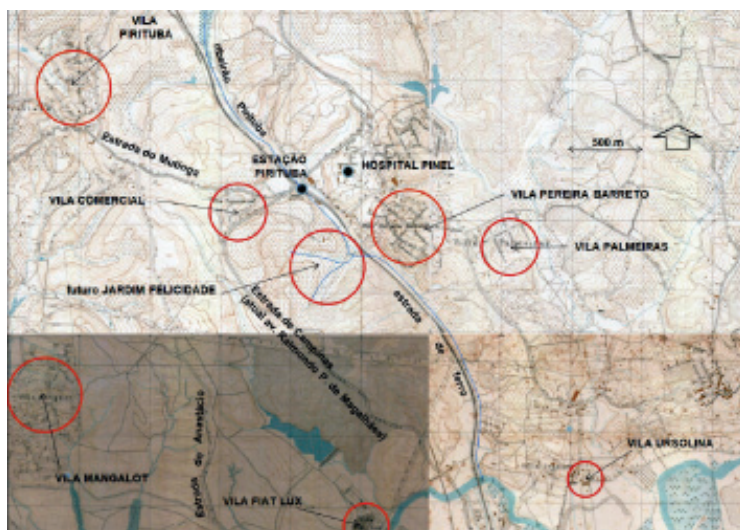 VILA
PIRITUBA
ribeirão Pirituba
Estrada do Mutinga
ESTAÇÃO
PIRITUBA
HOSPITAL PINEL
500 m
VILA COMERCIAL
VILA PEREIRA BARRETO
VILA PALMEIRAS
futuro JARDIM FELICIDADE
Estrada de Campinas
(atual av. Raimundo P. de Magalhães)
estrada de ferro
VILA MANGALOT
Estrada do Anastácio
VILA FIAT LUX
VILA URSOLINA